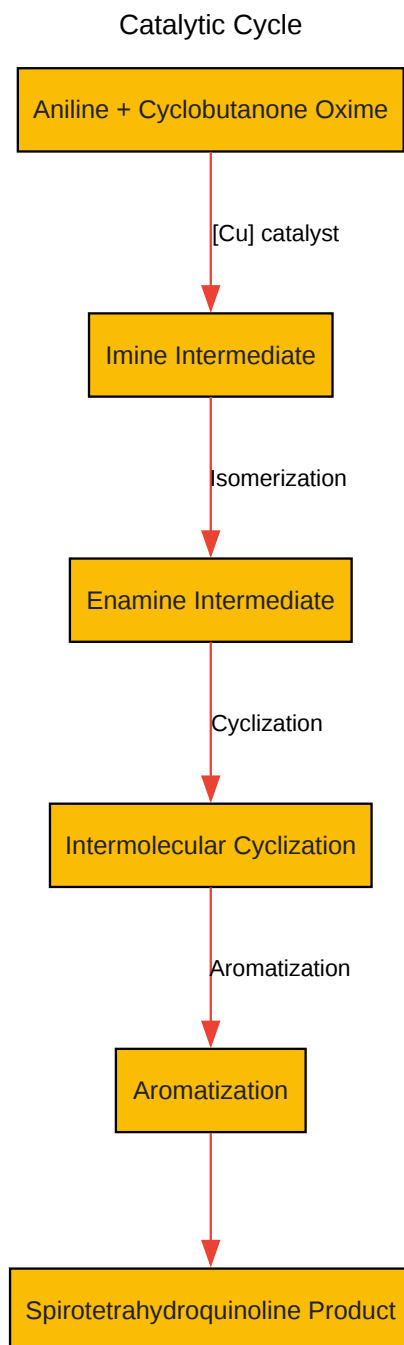 Catalytic Cycle
Aniline + Cyclobutanone Oxime
[Cu] catalyst
Imine Intermediate
Isomerization
Enamine Intermediate
Cyclization
Intermolecular Cyclization
Aromatization
Aromatization
Spirotetrahydroquinoline Product